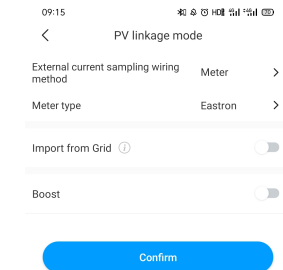 09:15
PV linkage mode
External current sampling wiring
method
Meter
Meter type
Eastron
Import from Grid
Boost
Confirm